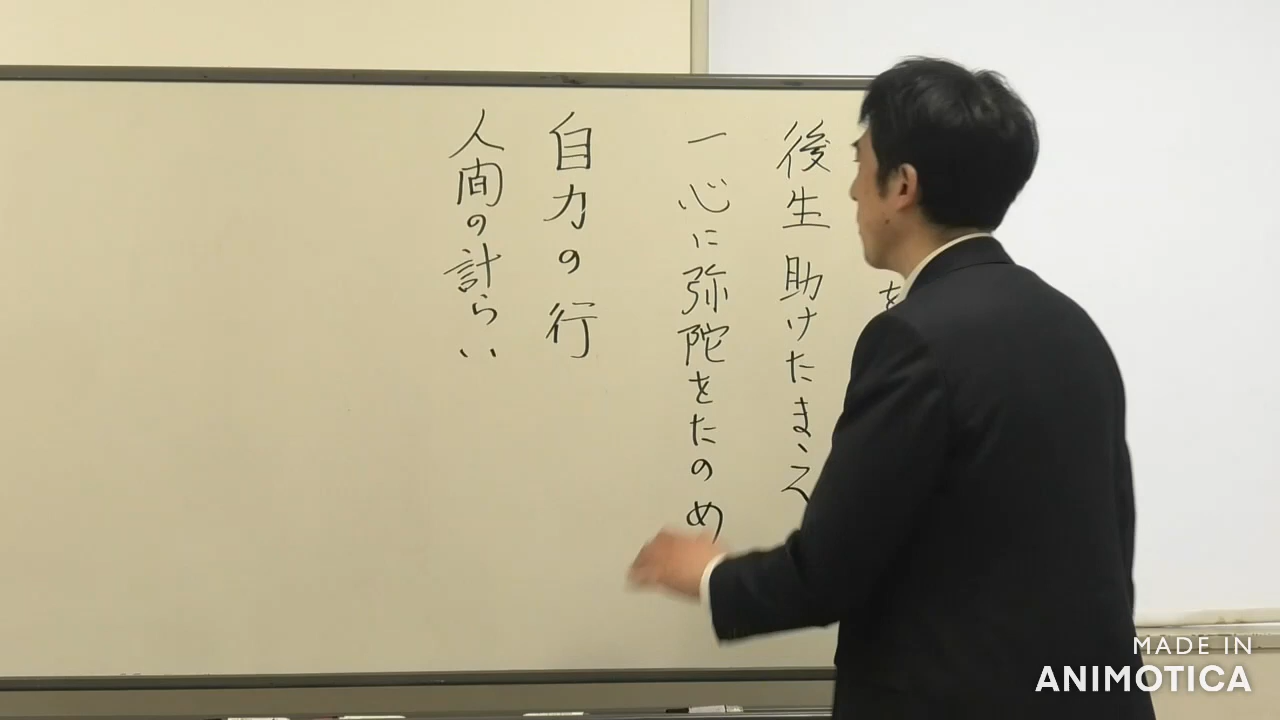 を
後生助けたまえ
一心に弥陀をたのめ
自力の行
人間の計らい
MADE IN
ANIMOTICA